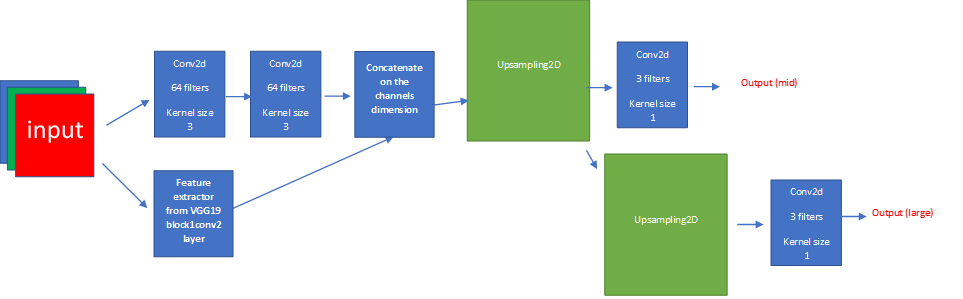 input
Conv2d
64 filters
Kernel size
3
Conv2d
64 filters
Kernel size
3
Feature
extractor
from VGG19
block1conv2
layer
Concatenate
on the
channels
dimension
Upsampling2D
Conv2d
3 filters
Kernel size
1
Output (mid)
Upsampling2D
Conv2d
3 filters
Kernel size
1
Output (large)